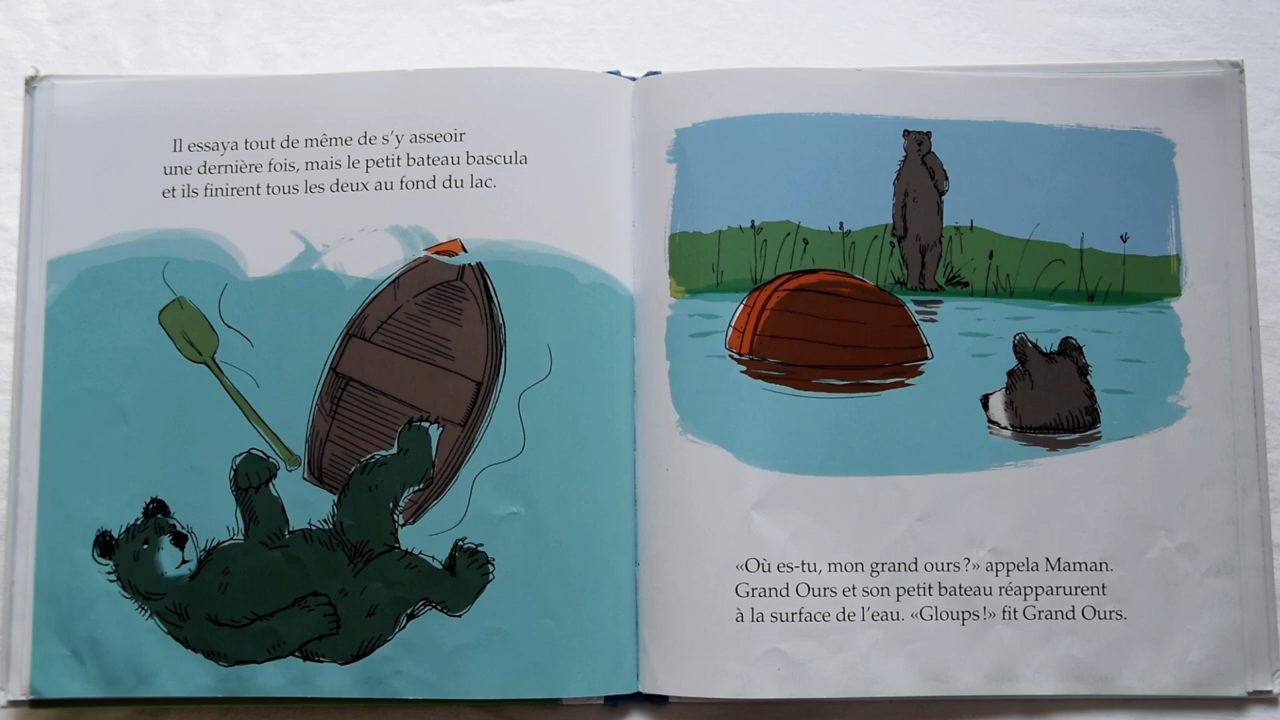 Il essaya tout de même de s'y asseoir
une dernière fois, mais le petit bateau bascula
et ils finirent tous les deux au fond du lac.
«Où es-tu, mon grand ours?» appela Maman.
Grand Ours et son petit bateau réapparurent
à la surface de l'eau. «Gloups!» fit Grand Ours.